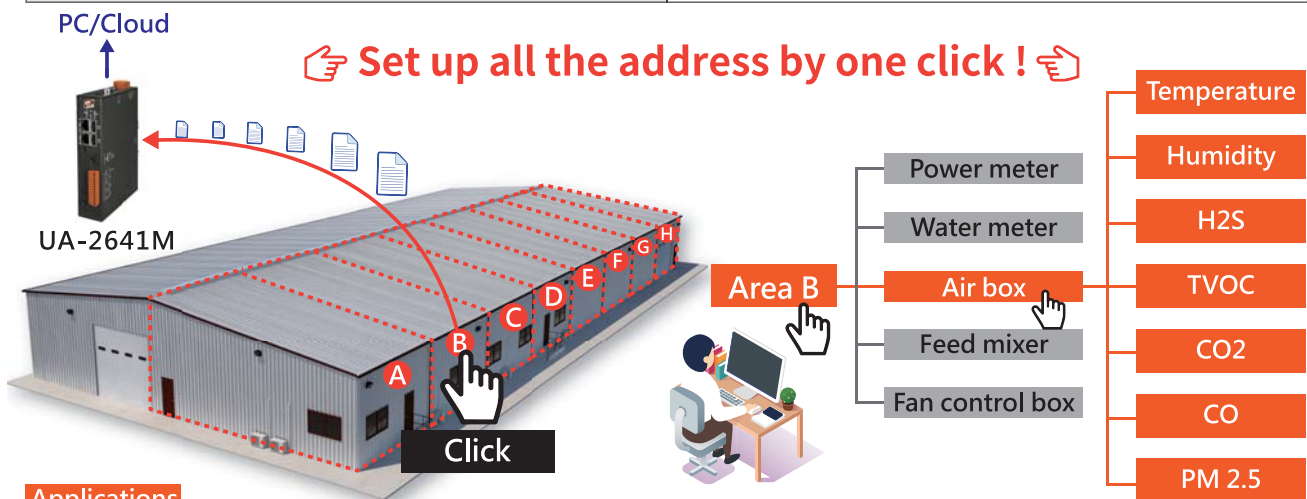 PC/Cloud
Set up all the address by one click !
UA-2641M
A
B
C
D
E
F
G
H
Click
Area B
Power meter
Water meter
Air box
Feed mixer
Fan control box
Temperature
Humidity
H2S
TVOC
CO2
CO
PM 2.5
Applications